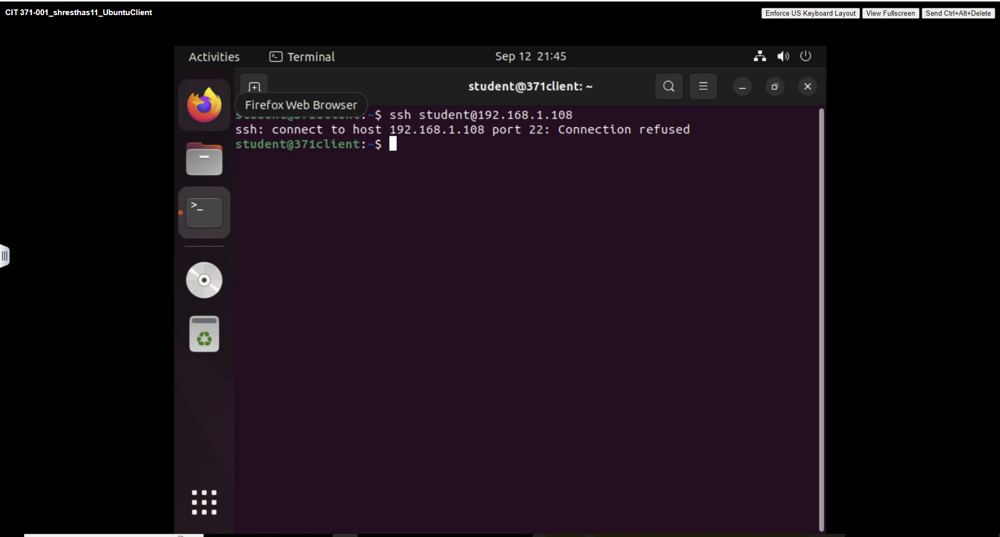 CIT 371-001_shresthas11_UbuntuClient
Enforce US Keyboard Layout View Fullscreen Send Ctrl+Alt+Delete
Activities Terminal Sep 12 21:45
student@371client: ~
Firefox Web Browser
student@371client:~$ ssh student@192.168.1.108
ssh: connect to host 192.168.1.108 port 22: Connection refused
student@371client:~$